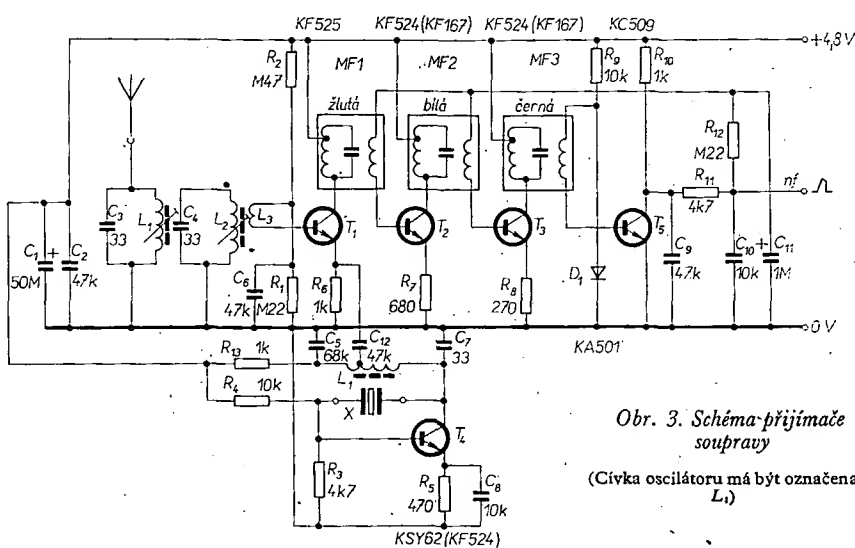 KF525 KF524(KF167) KF524(KF167) KC509
+4,8V
R2 M47
MF1 MF2 MF3
R9 10k
R10 1k
žlutá bílá černá
R12 M22
R11 4k7
nf
C3 33
L1
C4 33
L2
L3
T1 T2 T3 T5
C1 + 50M
C2 47k
C6 47k
R1 M22
R6 1k
R7 680
R8 270
D1
C9 47k
C10 10k
+ C11 1M
0V
R13 1k
C5 68k
C12 47k
C7 33
KA501
R4 10k
L1
X
T4
R3 4k7
R5 470
C8 10k
KSY62(KF524)
Obr. 3. Schéma přijímače
soupravy
(Cívka oscilátoru má být označena
L₄)